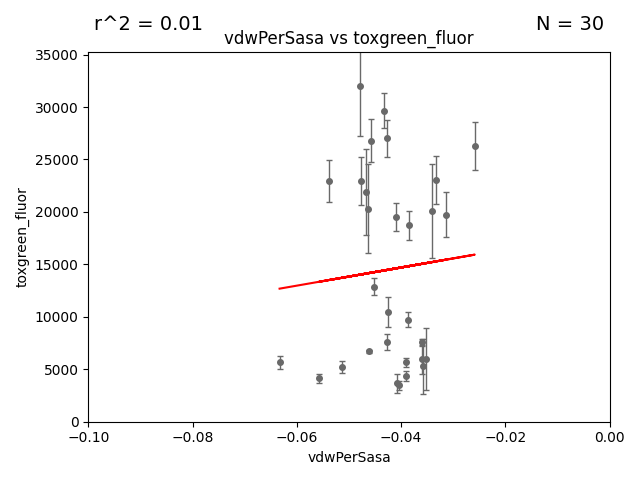 r^2 = 0.01
N = 30
vdwPerSasa vs toxgreen_fluor
35000
30000
25000
20000
15000
10000
5000
0
toxgreen_fluor
−0.10
−0.08
−0.06
−0.04
−0.02
0.00
vdwPerSasa